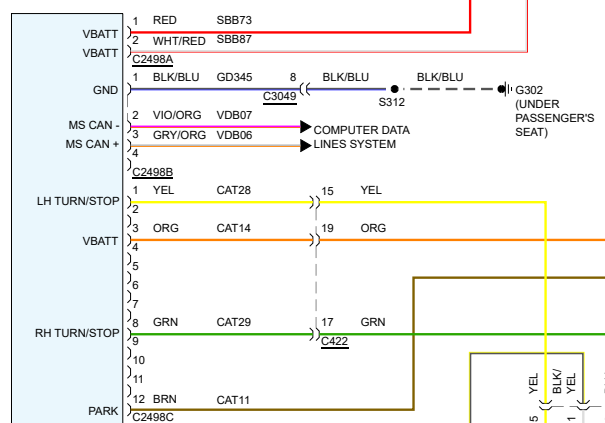 1 RED SBB73
VBATT
2 WHT/RED SBB87
VBATT
C2498A
1 BLK/BLU GD345 8 BLK/BLU BLK/BLU
GND
C3049 S312 G302
(UNDER
PASSENGER'S
SEAT)
2 VIO/ORG VDB07
MS CAN -
3 GRY/ORG VDB06 COMPUTER DATA
MS CAN + LINES SYSTEM
4
C2498B
1 YEL CAT28 15 YEL
LH TURN/STOP
2
3 ORG CAT14 19 ORG
VBATT
4
5
6
7
8 GRN CAT29 17 GRN
RH TURN/STOP
9 C422
10
11
12 BRN CAT11
PARK
C2498C
YEL
BLK/
YEL
5
1